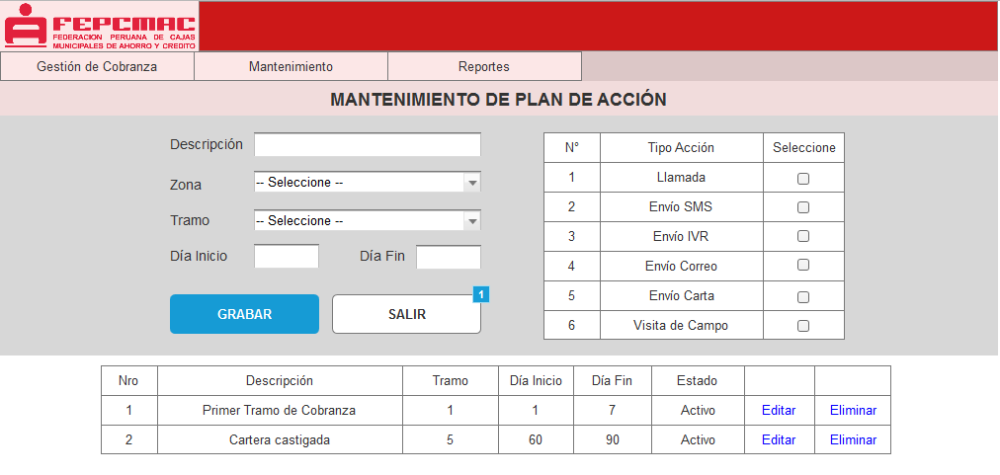 FEPCMAC
FEDERACION PERUANA DE CAJAS
MUNICIPALES DE AHORRO Y CREDITO
Gestión de Cobranza Mantenimiento Reportes
MANTENIMIENTO DE PLAN DE ACCIÓN
Descripción
Zona -- Seleccione --
Tramo -- Seleccione --
Día Inicio Día Fin
GRABAR SALIR 1
N° Tipo Acción Seleccione
1 Llamada
2 Envío SMS
3 Envío IVR
4 Envío Correo
5 Envío Carta
6 Visita de Campo
Nro Descripción Tramo Día Inicio Día Fin Estado
1 Primer Tramo de Cobranza 1 1 7 Activo Editar Eliminar
2 Cartera castigada 5 60 90 Activo Editar Eliminar